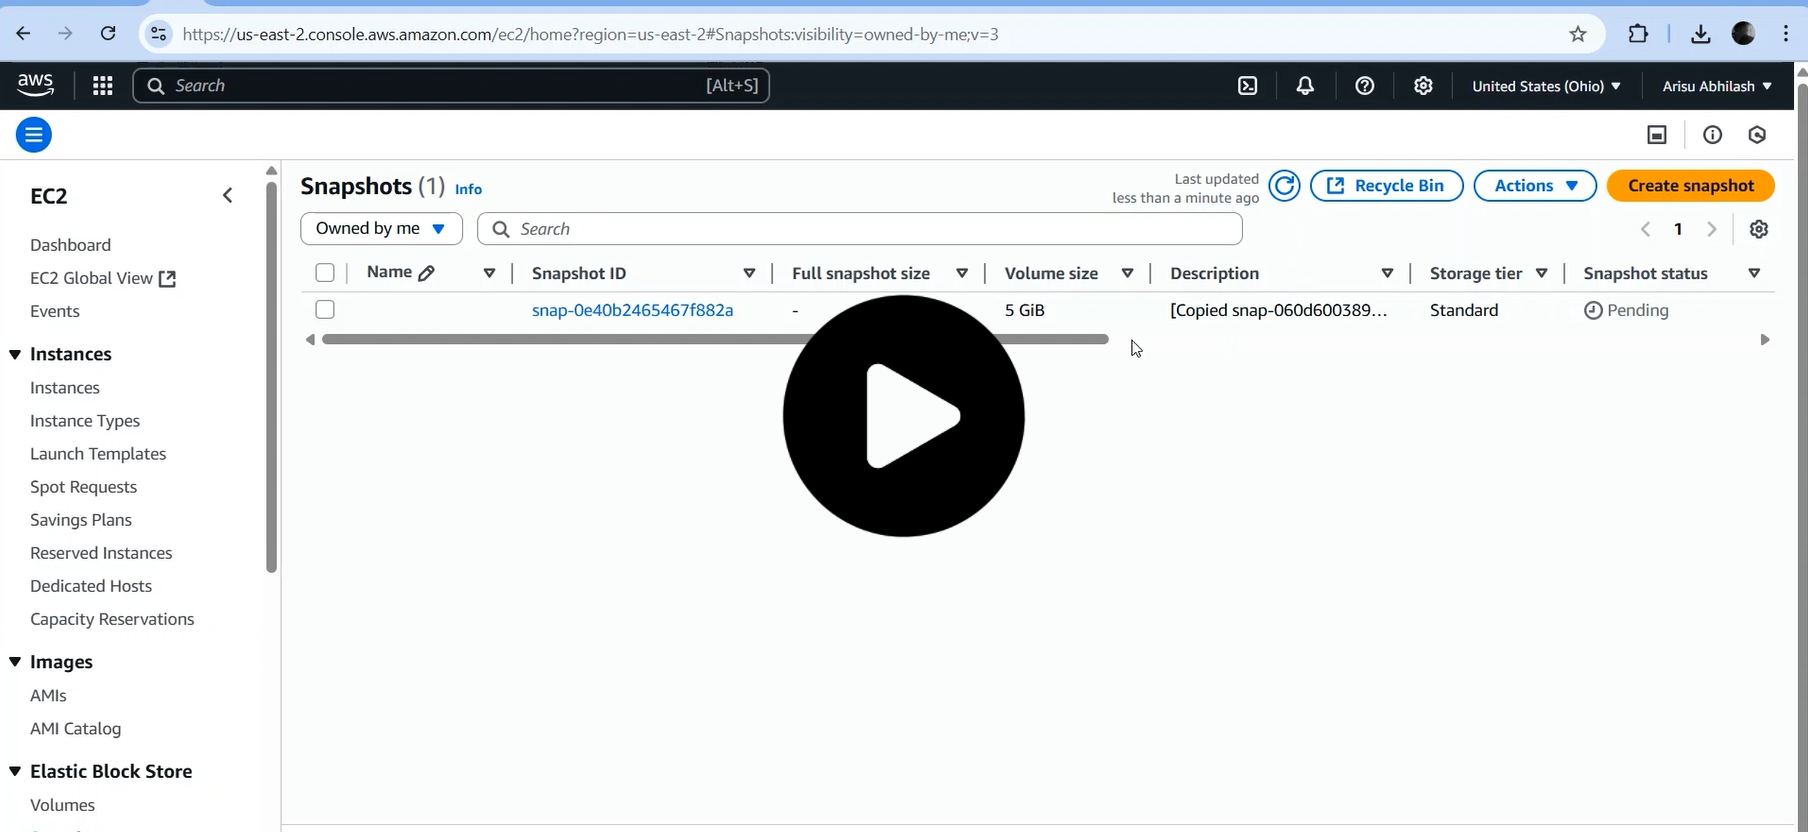 https://us-east-2.console.aws.amazon.com/ec2/home?region=us-east-2#Snapshots:visibility=owned-by-me;v=3
aws
Search
[Alt+S]
United States (Ohio)
Arisu Abhilash
EC2
Dashboard
EC2 Global View
Events
Instances
Instances
Instance Types
Launch Templates
Spot Requests
Savings Plans
Reserved Instances
Dedicated Hosts
Capacity Reservations
Images
AMIs
AMI Catalog
Elastic Block Store
Volumes
Snapshots (1) Info
Last updated
less than a minute ago
Recycle Bin
Actions
Create snapshot
Owned by me
Search
1
Name Snapshot ID Full snapshot size Volume size Description Storage tier Snapshot status
snap-0e40b2465467f882a - 5 GiB [Copied snap-060d600389... Standard Pending